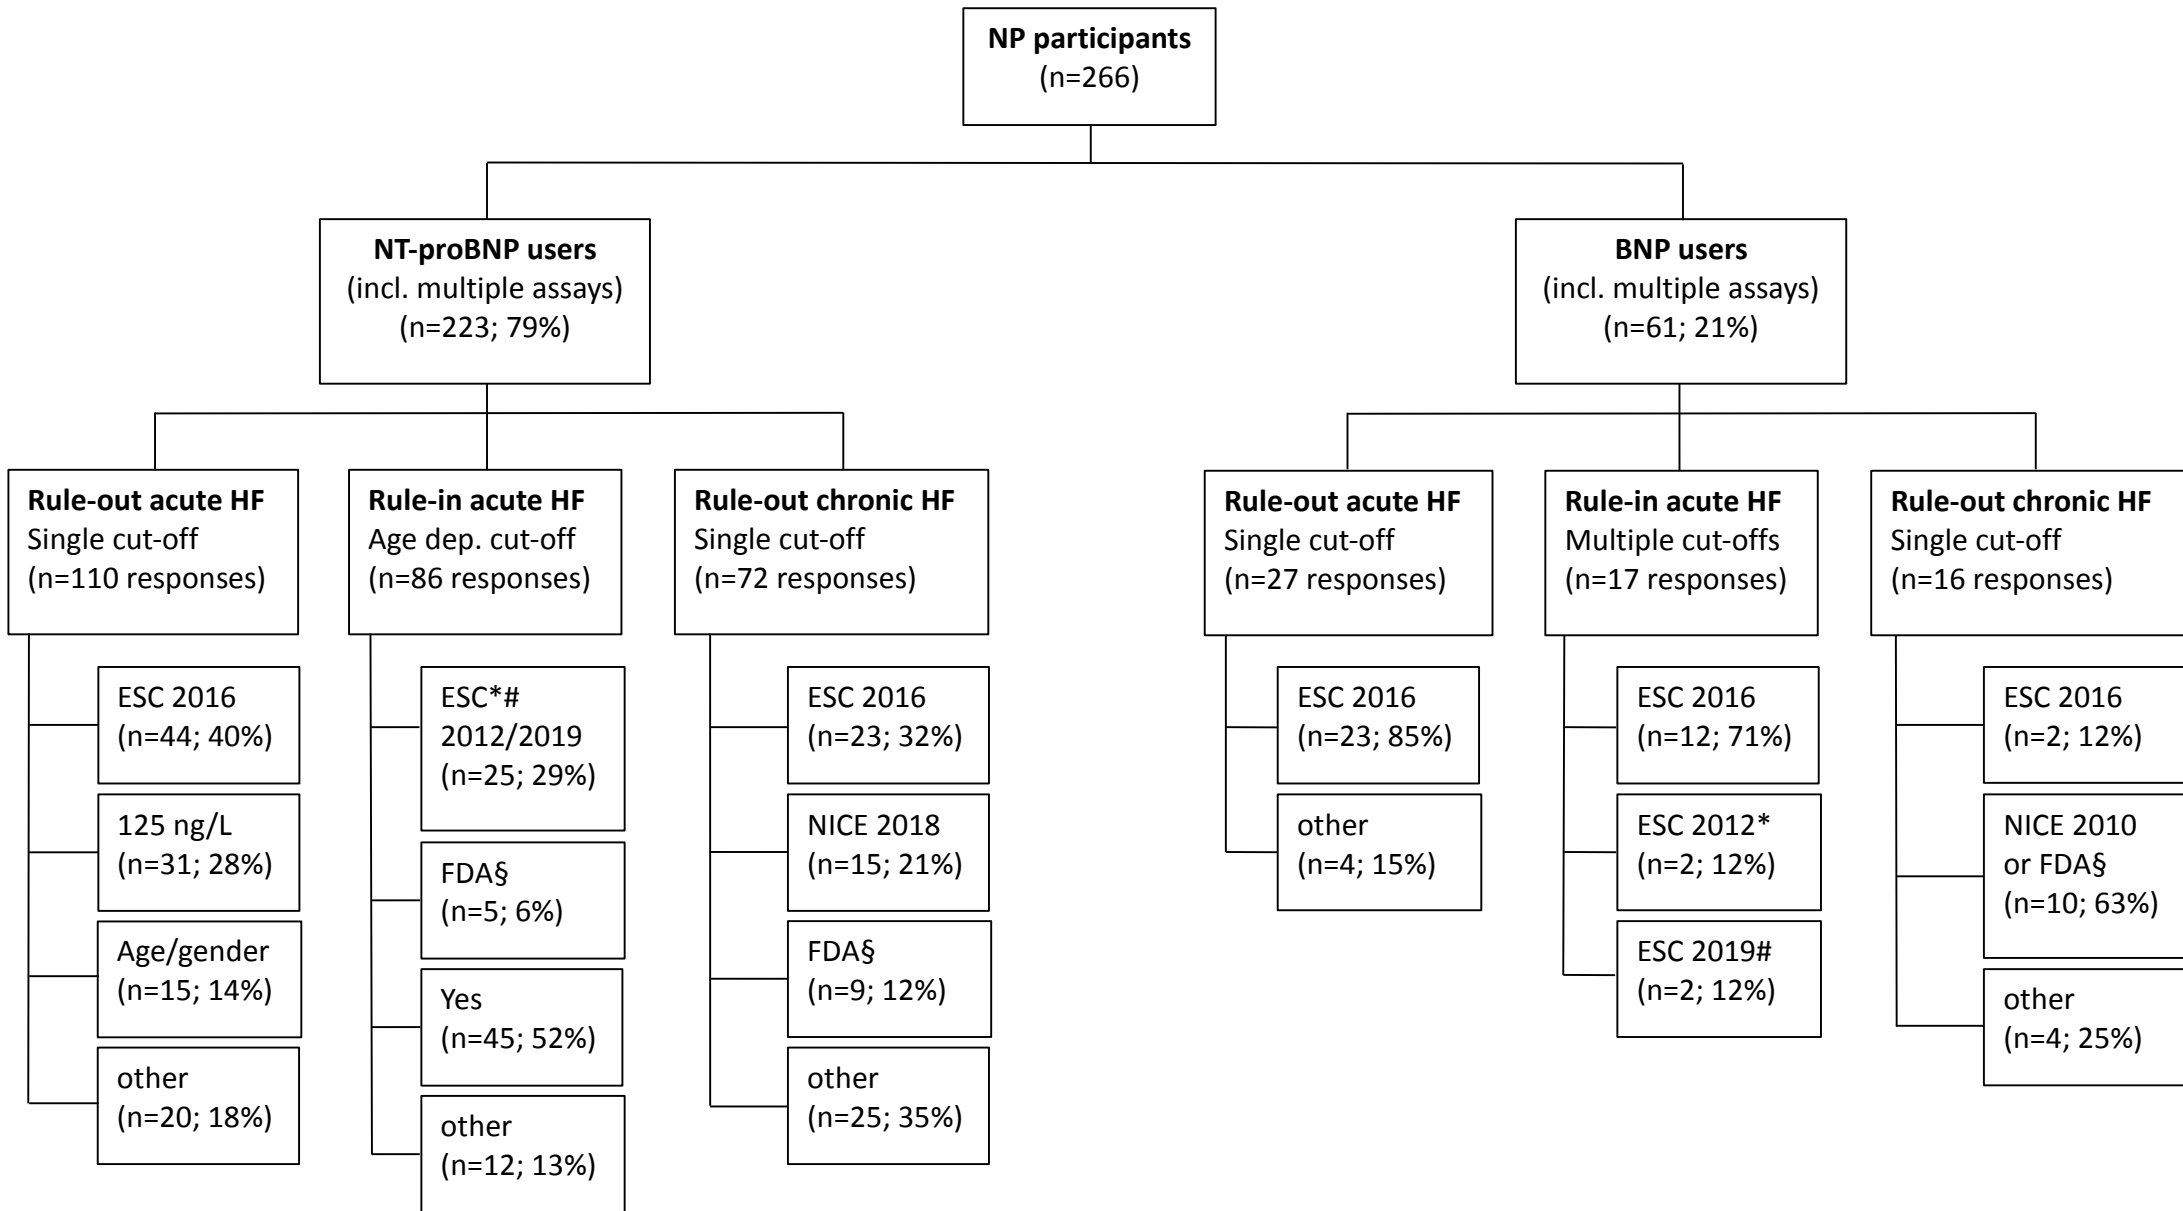 NP participants
(n=266)
NT-proBNP users
(incl. multiple assays)
(n=223; 79%)
BNP users
(incl. multiple assays)
(n=61; 21%)
Rule-out acute HF
Single cut-off
(n=110 responses)
Rule-in acute HF
Age dep. cut-off
(n=86 responses)
Rule-out chronic HF
Single cut-off
(n=72 responses)
Rule-out acute HF
Single cut-off
(n=27 responses)
Rule-in acute HF
Multiple cut-offs
(n=17 responses)
Rule-out chronic HF
Single cut-off
(n=16 responses)
ESC 2016
(n=44; 40%)
125 ng/L
(n=31; 28%)
Age/gender
(n=15; 14%)
other
(n=20; 18%)
ESC*#
2012/2019
(n=25; 29%)
FDA§
(n=5; 6%)
Yes
(n=45; 52%)
other
(n=12; 13%)
ESC 2016
(n=23; 32%)
NICE 2018
(n=15; 21%)
FDA§
(n=9; 12%)
other
(n=25; 35%)
ESC 2016
(n=23; 85%)
other
(n=4; 15%)
ESC 2016
(n=12; 71%)
ESC 2012*
(n=2; 12%)
ESC 2019#
(n=2; 12%)
ESC 2016
(n=2; 12%)
NICE 2010
or FDA§
(n=10; 63%)
other
(n=4; 25%)